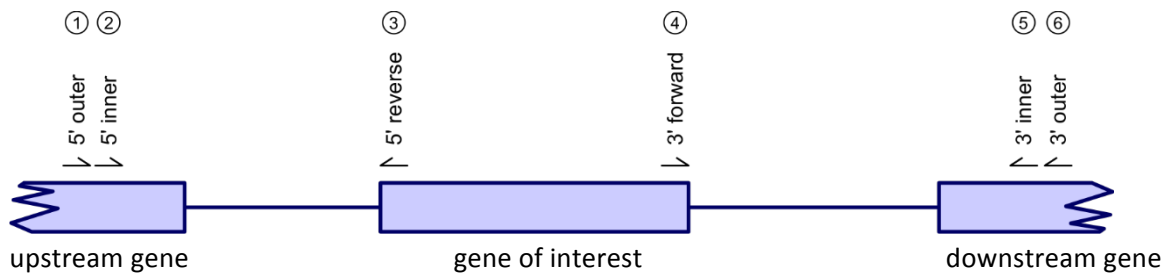 ① ② ③ ④ ⑤ ⑥
5' outer
5' inner
5' reverse
3' forward
3' inner
3' outer
upstream gene
gene of interest
downstream gene